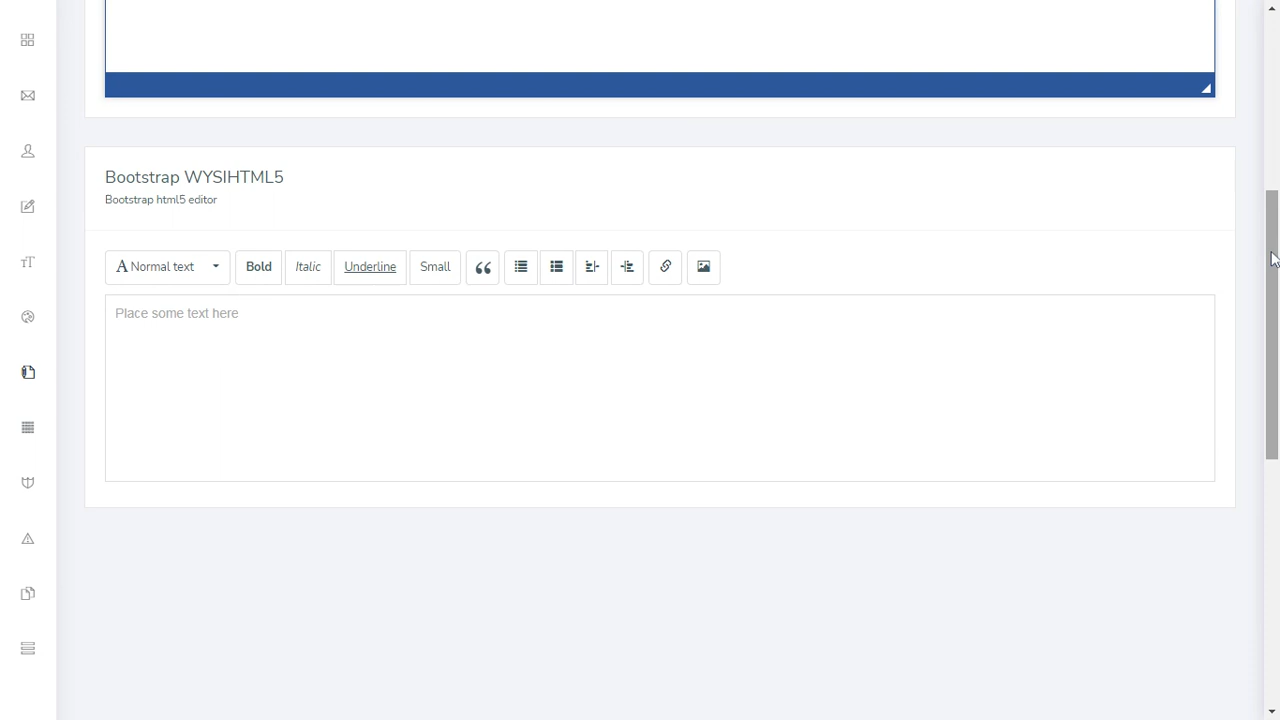 Bootstrap WYSIHTML5
Bootstrap html5 editor
Normal text Bold Italic Underline Small
Place some text here